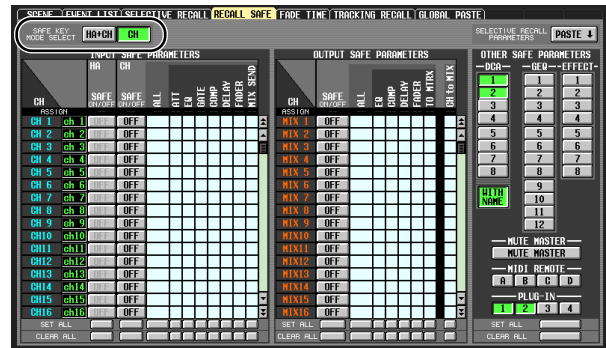 SCENE EVENT LIST SELECTIVE RECALL RECALL SAFE FADE TIME TRACKING RECALL GLOBAL PASTE
SAFE KEY MODE SELECT HA+CH CH
SELECTIVE RECALL PARAMETERS PASTE
INPUT SAFE PARAMETERS
HA CH
SAFE ON/OFF SAFE ON/OFF ALL ATT EQ GATE COMP DELAY FADER MIX SEND
CH
ASSIGN
CH 1 ch 1 OFF
CH 2 ch 2 OFF
CH 3 ch 3 OFF
CH 4 ch 4 OFF
CH 5 ch 5 OFF
CH 6 ch 6 OFF
CH 7 ch 7 OFF
CH 8 ch 8 OFF
CH 9 ch 9 OFF
CH10 ch10 OFF
CH11 ch11 OFF
CH12 ch12 OFF
CH13 ch13 OFF
CH14 ch14 OFF
CH15 ch15 OFF
CH16 ch16 OFF
SET ALL
CLEAR ALL
OUTPUT SAFE PARAMETERS
SAFE ON/OFF ALL EQ COMP DELAY FADER TO MTRX CH to MIX
CH
ASSIGN
MIX 1 OFF
MIX 2 OFF
MIX 3 OFF
MIX 4 OFF
MIX 5 OFF
MIX 6 OFF
MIX 7 OFF
MIX 8 OFF
MIX 9 OFF
MIX10 OFF
MIX11 OFF
MIX12 OFF
MIX13 OFF
MIX14 OFF
MIX15 OFF
MIX16 OFF
SET ALL
CLEAR ALL
OTHER SAFE PARAMETERS
DCA GEQ EFFECT
1 1 1
2 2 2
3 3 3
4 4 4
5 5 5
6 6 6
7 7 7
8 8 8
WITH NAME
9
10
11
12
MUTE MASTER
MUTE MASTER
MIDI REMOTE
A B C D
PLUG-IN
1 2 3 4
SET ALL
CLEAR ALL